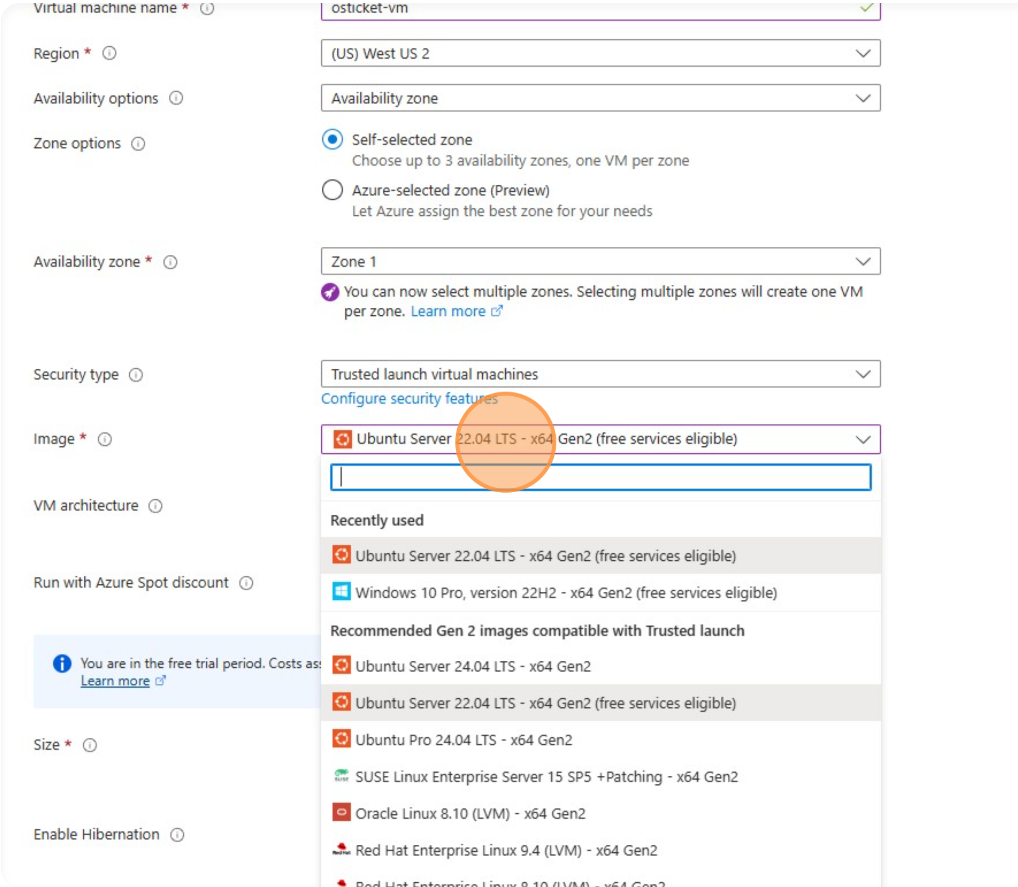 Virtual machine name *
osticket-vm
Region *
(US) West US 2
Availability options
Availability zone
Zone options
Self-selected zone
Choose up to 3 availability zones, one VM per zone
Azure-selected zone (Preview)
Let Azure assign the best zone for your needs
Availability zone *
Zone 1
You can now select multiple zones. Selecting multiple zones will create one VM
per zone. Learn more
Security type
Trusted launch virtual machines
Configure security features
Image *
Ubuntu Server 22.04 LTS - x64 Gen2 (free services eligible)
Recently used
VM architecture
Ubuntu Server 22.04 LTS - x64 Gen2 (free services eligible)
Run with Azure Spot discount
Windows 10 Pro, version 22H2 - x64 Gen2 (free services eligible)
Recommended Gen 2 images compatible with Trusted launch
You are in the free trial period. Costs ass
Learn more
Ubuntu Server 24.04 LTS - x64 Gen2
Ubuntu Server 22.04 LTS - x64 Gen2 (free services eligible)
Size *
Ubuntu Pro 24.04 LTS - x64 Gen2
SUSE Linux Enterprise Server 15 SP5 +Patching - x64 Gen2
Oracle Linux 8.10 (LVM) - x64 Gen2
Enable Hibernation
Red Hat Enterprise Linux 9.4 (LVM) - x64 Gen2
Red Hat Enterprise Linux 8.10 (LVM) - x64 Gen2